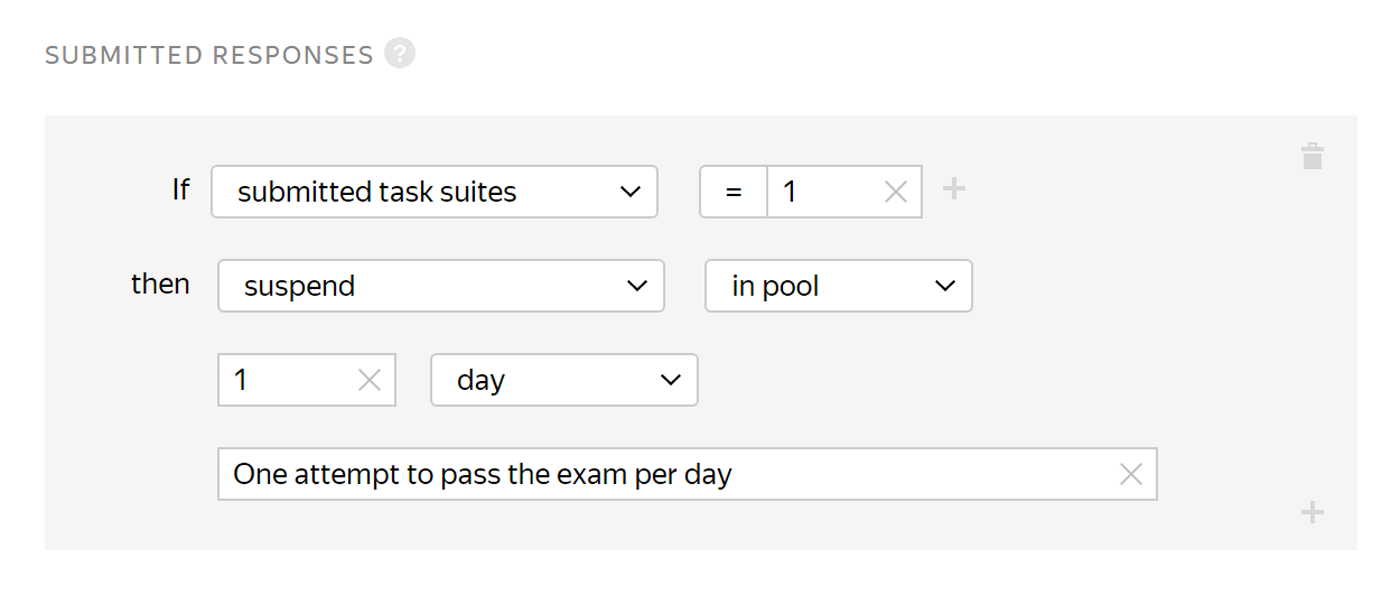 SUBMITTED RESPONSES ?
If submitted task suites = 1
then suspend in pool
1 day
One attempt to pass the exam per day